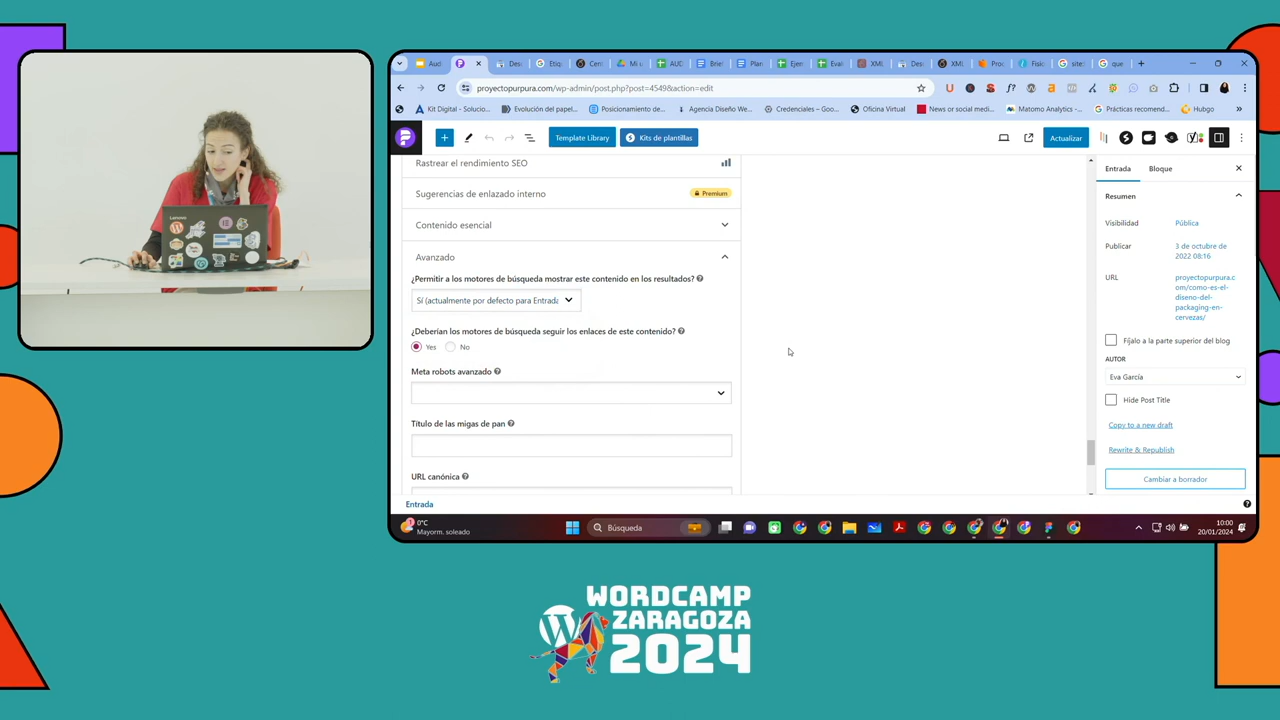 proyectopurpura.com/wp-admin/post.php?post=4549&action=edit
Kit Digital - Soluti...
Evolución del papel...
Posicionamiento de...
Agencia Diseño We...
Credenciales – Goo...
Oficina Virtual
News or social medi...
Matomo Analytics -...
Prácticas recomend...
Hubgo
Template Library
Kits de plantillas
Actualizar
Rastrear el rendimiento SEO
Sugerencias de enlazado interno
Premium
Contenido esencial
Avanzado
¿Permitir a los motores de búsqueda mostrar este contenido en los resultados?
Sí (actualmente por defecto para Entrada
¿Deberían los motores de búsqueda seguir los enlaces de este contenido?
Yes
No
Meta robots avanzado
Título de las migas de pan
URL canónica
Entrada
Entrada
Bloque
Resumen
Visibilidad
Pública
Publicar
3 de octubre de
2022 08:16
URL
proyectopurpura.c
om/como-es-el-
diseno-del-
packaging-en-
cervezas/
Fíjalo a la parte superior del blog
AUTOR
Eva García
Hide Post Title
Copy to a new draft
Rewrite & Republish
Cambiar a borrador
0°C
Mayorm. soleado
Búsqueda
10:00
20/01/2024
Lenovo
WORDCAMP
ZARAGOZA
2024